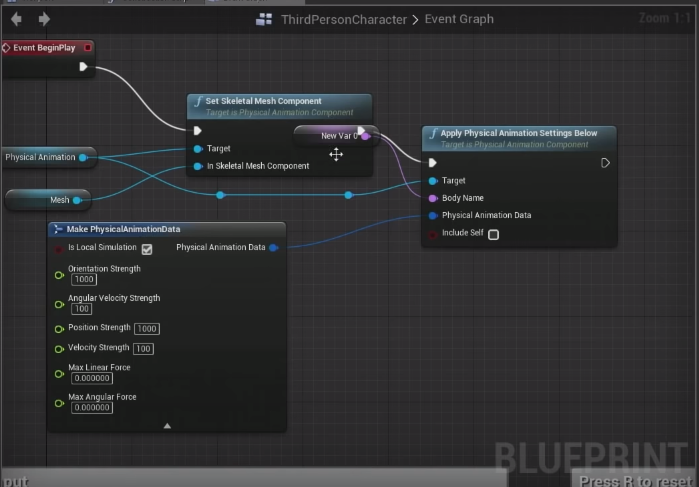 ThirdPersonCharacter > Event Graph
Zoom 1:1
Event BeginPlay
Set Skeletal Mesh Component
Target is Physical Animation Component
Target
In Skeletal Mesh Component
New Var 0
Apply Physical Animation Settings Below
Target is Physical Animation Component
Target
Body Name
Physical Animation Data
Include Self
Physical Animation
Mesh
Make PhysicalAnimationData
Is Local Simulation
Physical Animation Data
Orientation Strength
1000
Angular Velocity Strength
100
Position Strength 1000
Velocity Strength 100
Max Linear Force
0.000000
Max Angular Force
0.000000
BLUEPRINT
put
Press R to reset